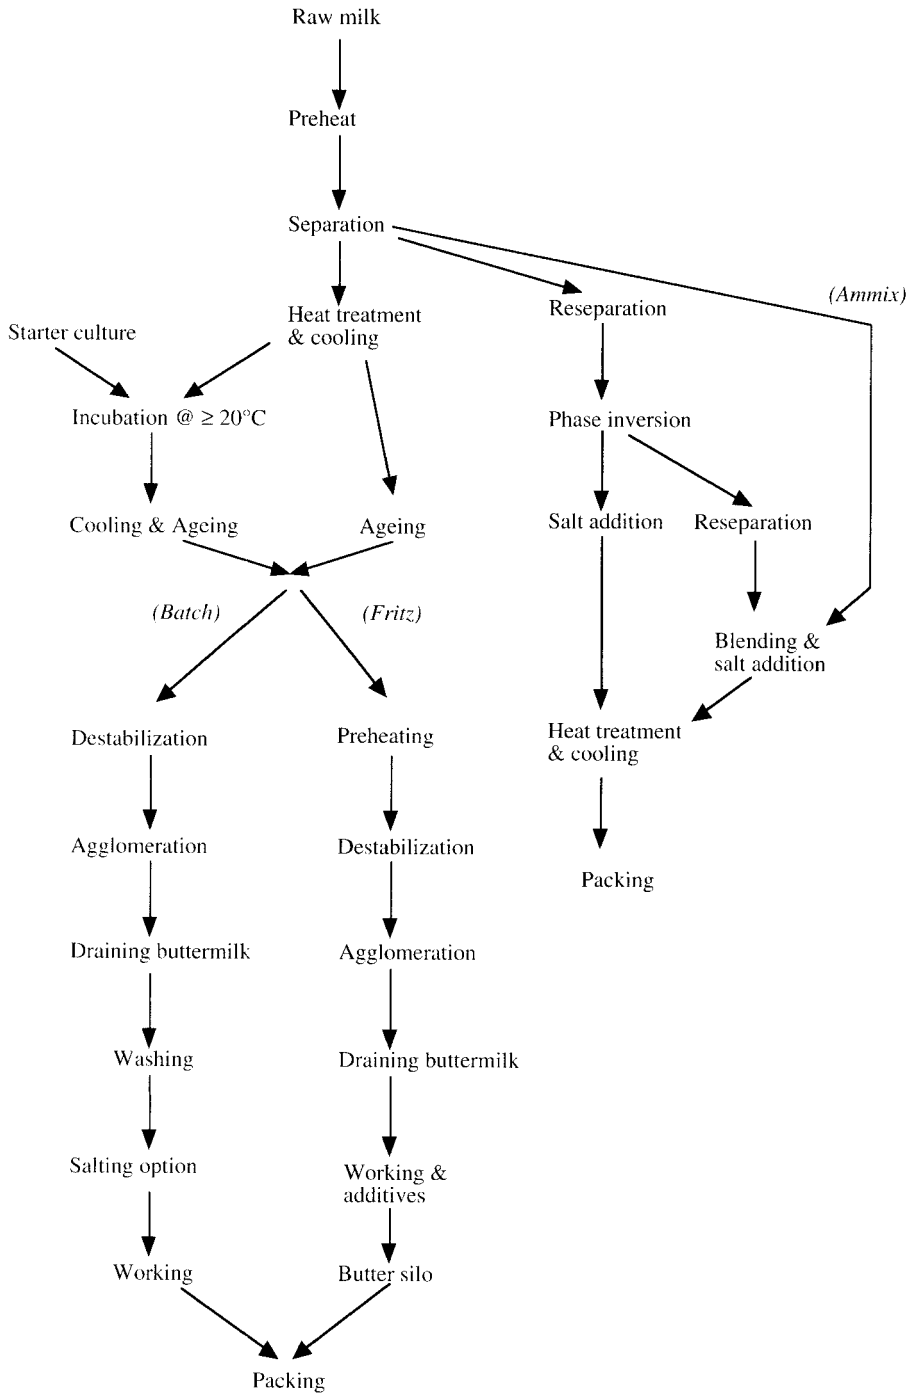 Raw milk
Preheat
Separation
(Ammix)
Reseparation
Heat treatment
& cooling
Starter culture
Incubation @ ≥ 20°C
Phase inversion
Cooling & Ageing
Ageing
Salt addition
Reseparation
(Batch)
(Fritz)
Blending &
salt addition
Destabilization
Preheating
Heat treatment
& cooling
Agglomeration
Destabilization
Packing
Draining buttermilk
Agglomeration
Washing
Draining buttermilk
Salting option
Working &
additives
Working
Butter silo
Packing